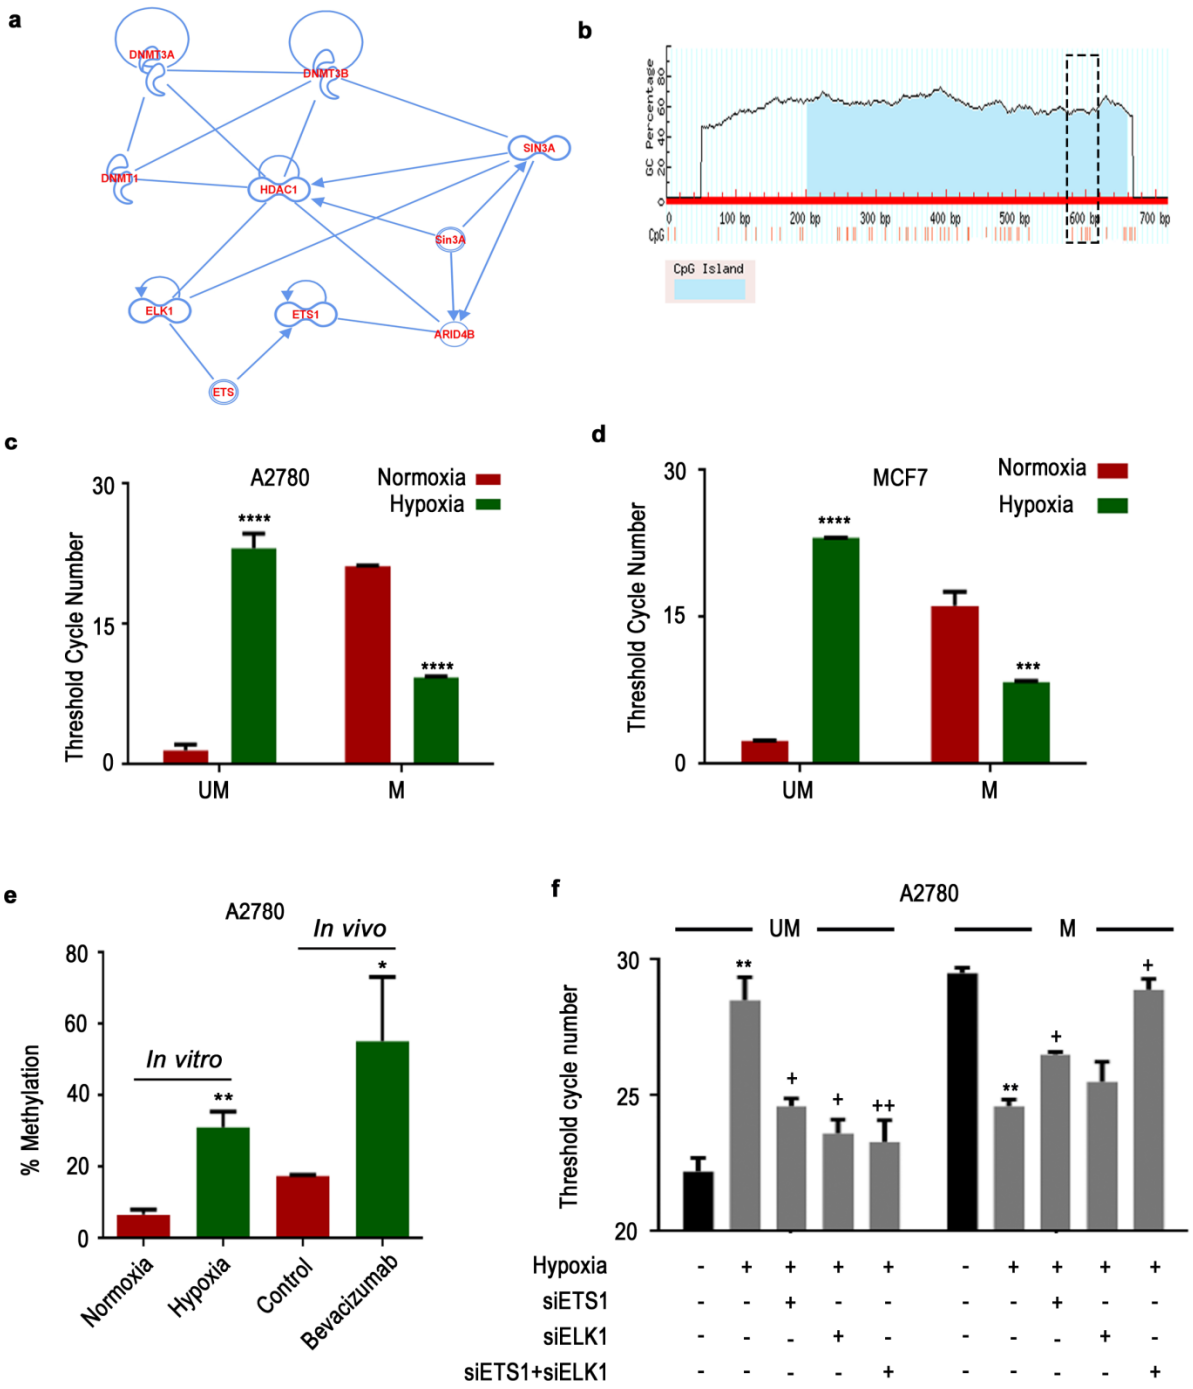 a
DNMT3A
DNMT3B
SIN3A
DNMT1
HDAC1
Sin3A
ELK1
ETS1
ARID4B
ETS
b
GC Percentage
0 20 40 60 80
0 100 bp 200 bp 300 bp 400 bp 500 bp 600 bp 700 bp
CpG
CpG Island
c
A2780
Normoxia
Hypoxia
Threshold Cycle Number
30
15
0
****
****
UM M
d
MCF7
Normoxia
Hypoxia
Threshold Cycle Number
30
15
0
****
***
UM M
e
A2780
In vivo
In vitro
% Methylation
80
60
40
20
0
**
*
Normoxia
Hypoxia
Control
Bevacizumab
f
A2780
UM M
Threshold cycle number
30
25
20
** + + ++ ** + +
Hypoxia - + + + + - + + + +
siETS1 - - + - - - - + - -
siELK1 - - - + - - - - + -
siETS1+siELK1 - - - - + - - - - +